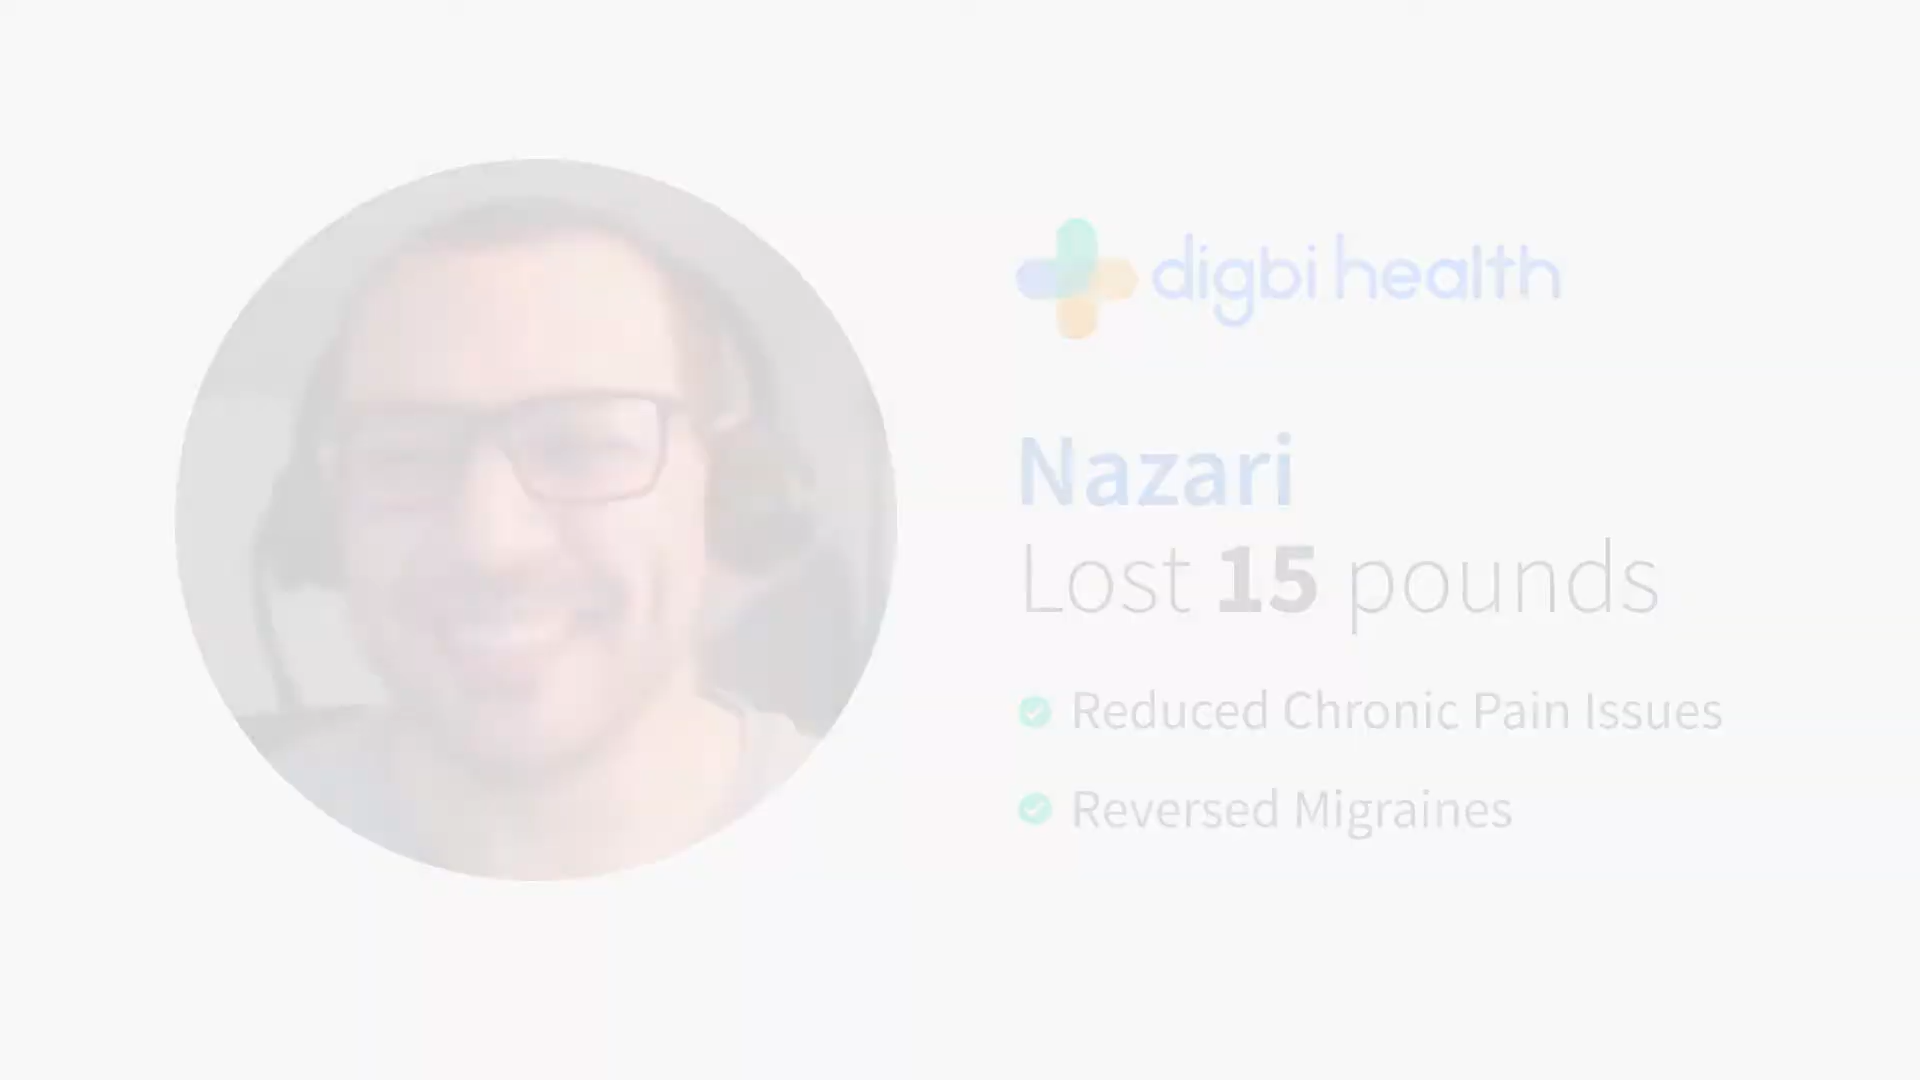 digbi health
Nazari
Lost 15 pounds
Reduced Chronic Pain Issues
Reversed Migraines